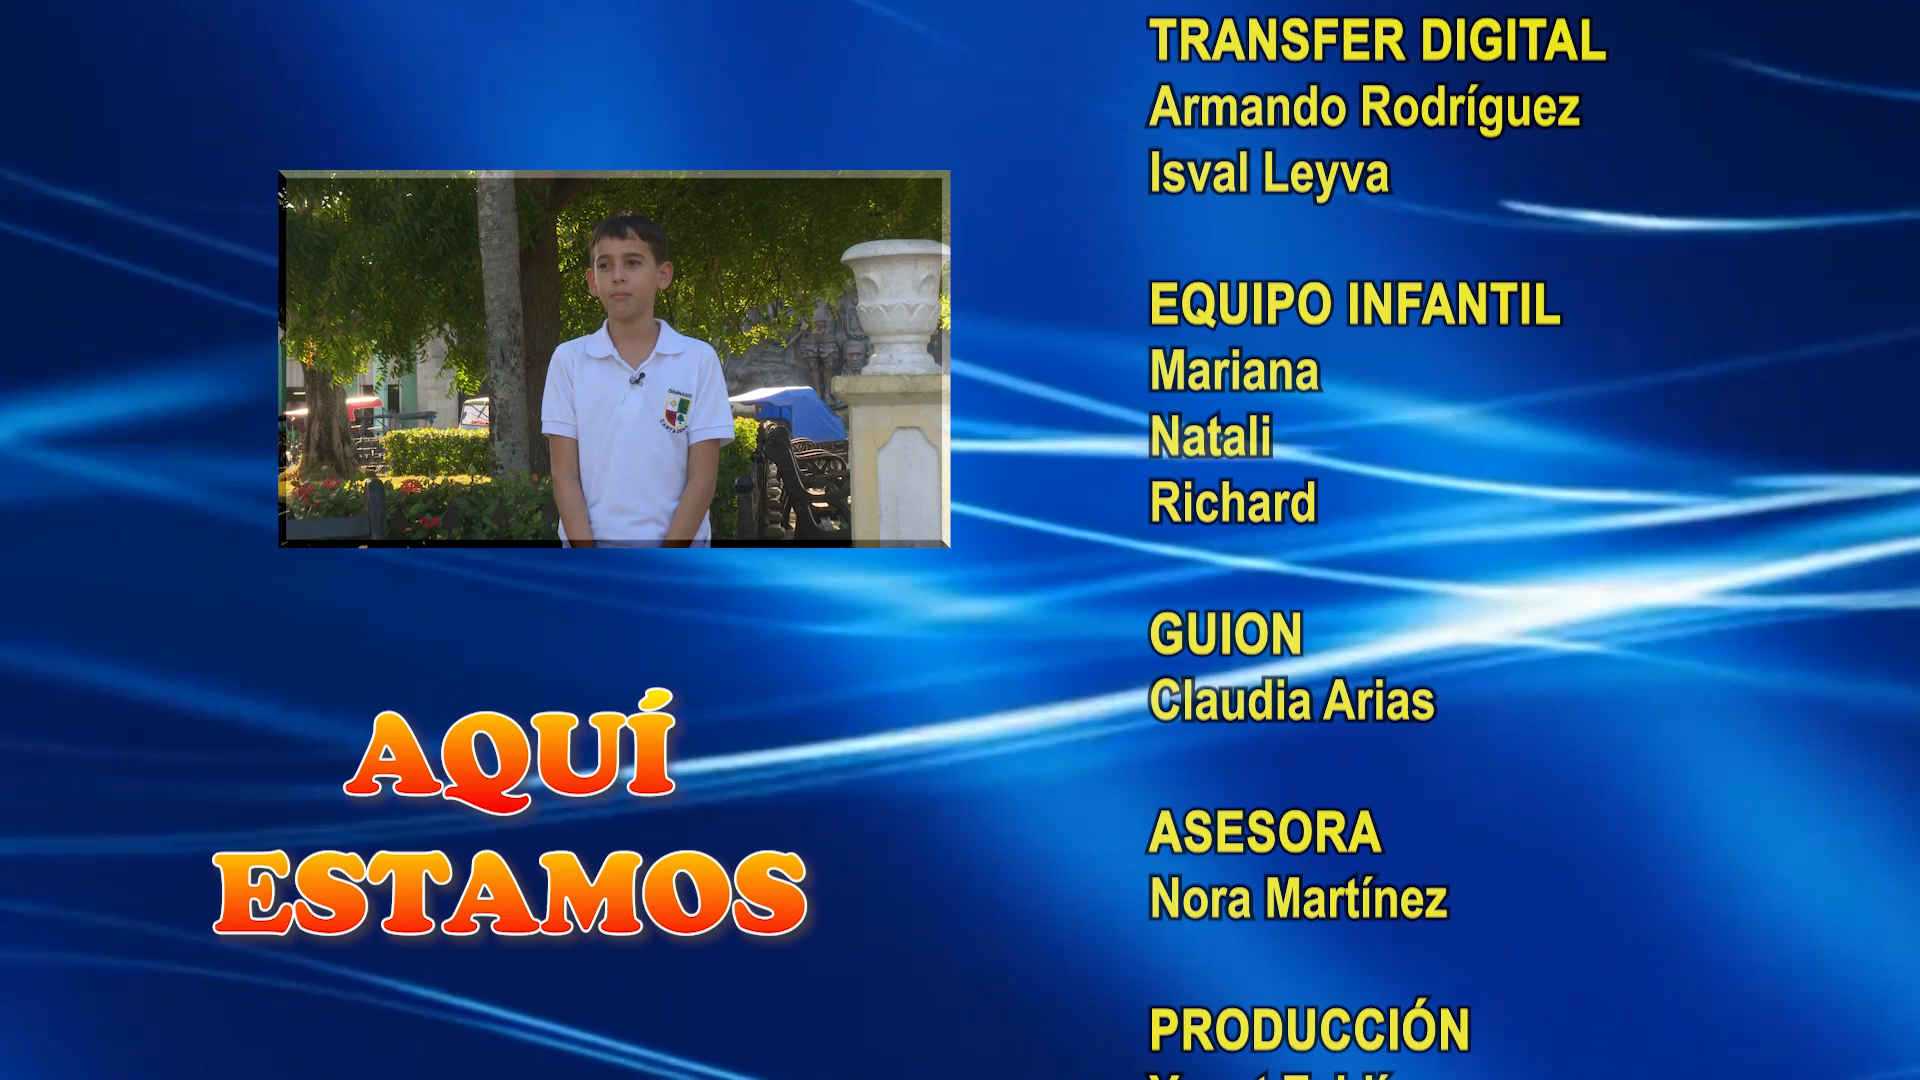 TRANSFER DIGITAL
Armando Rodríguez
Isval Leyva
EQUIPO INFANTIL
Mariana
Natali
Richard
GUION
Claudia Arias
ASESORA
Nora Martínez
PRODUCCIÓN
AQUÍ
ESTAMOS